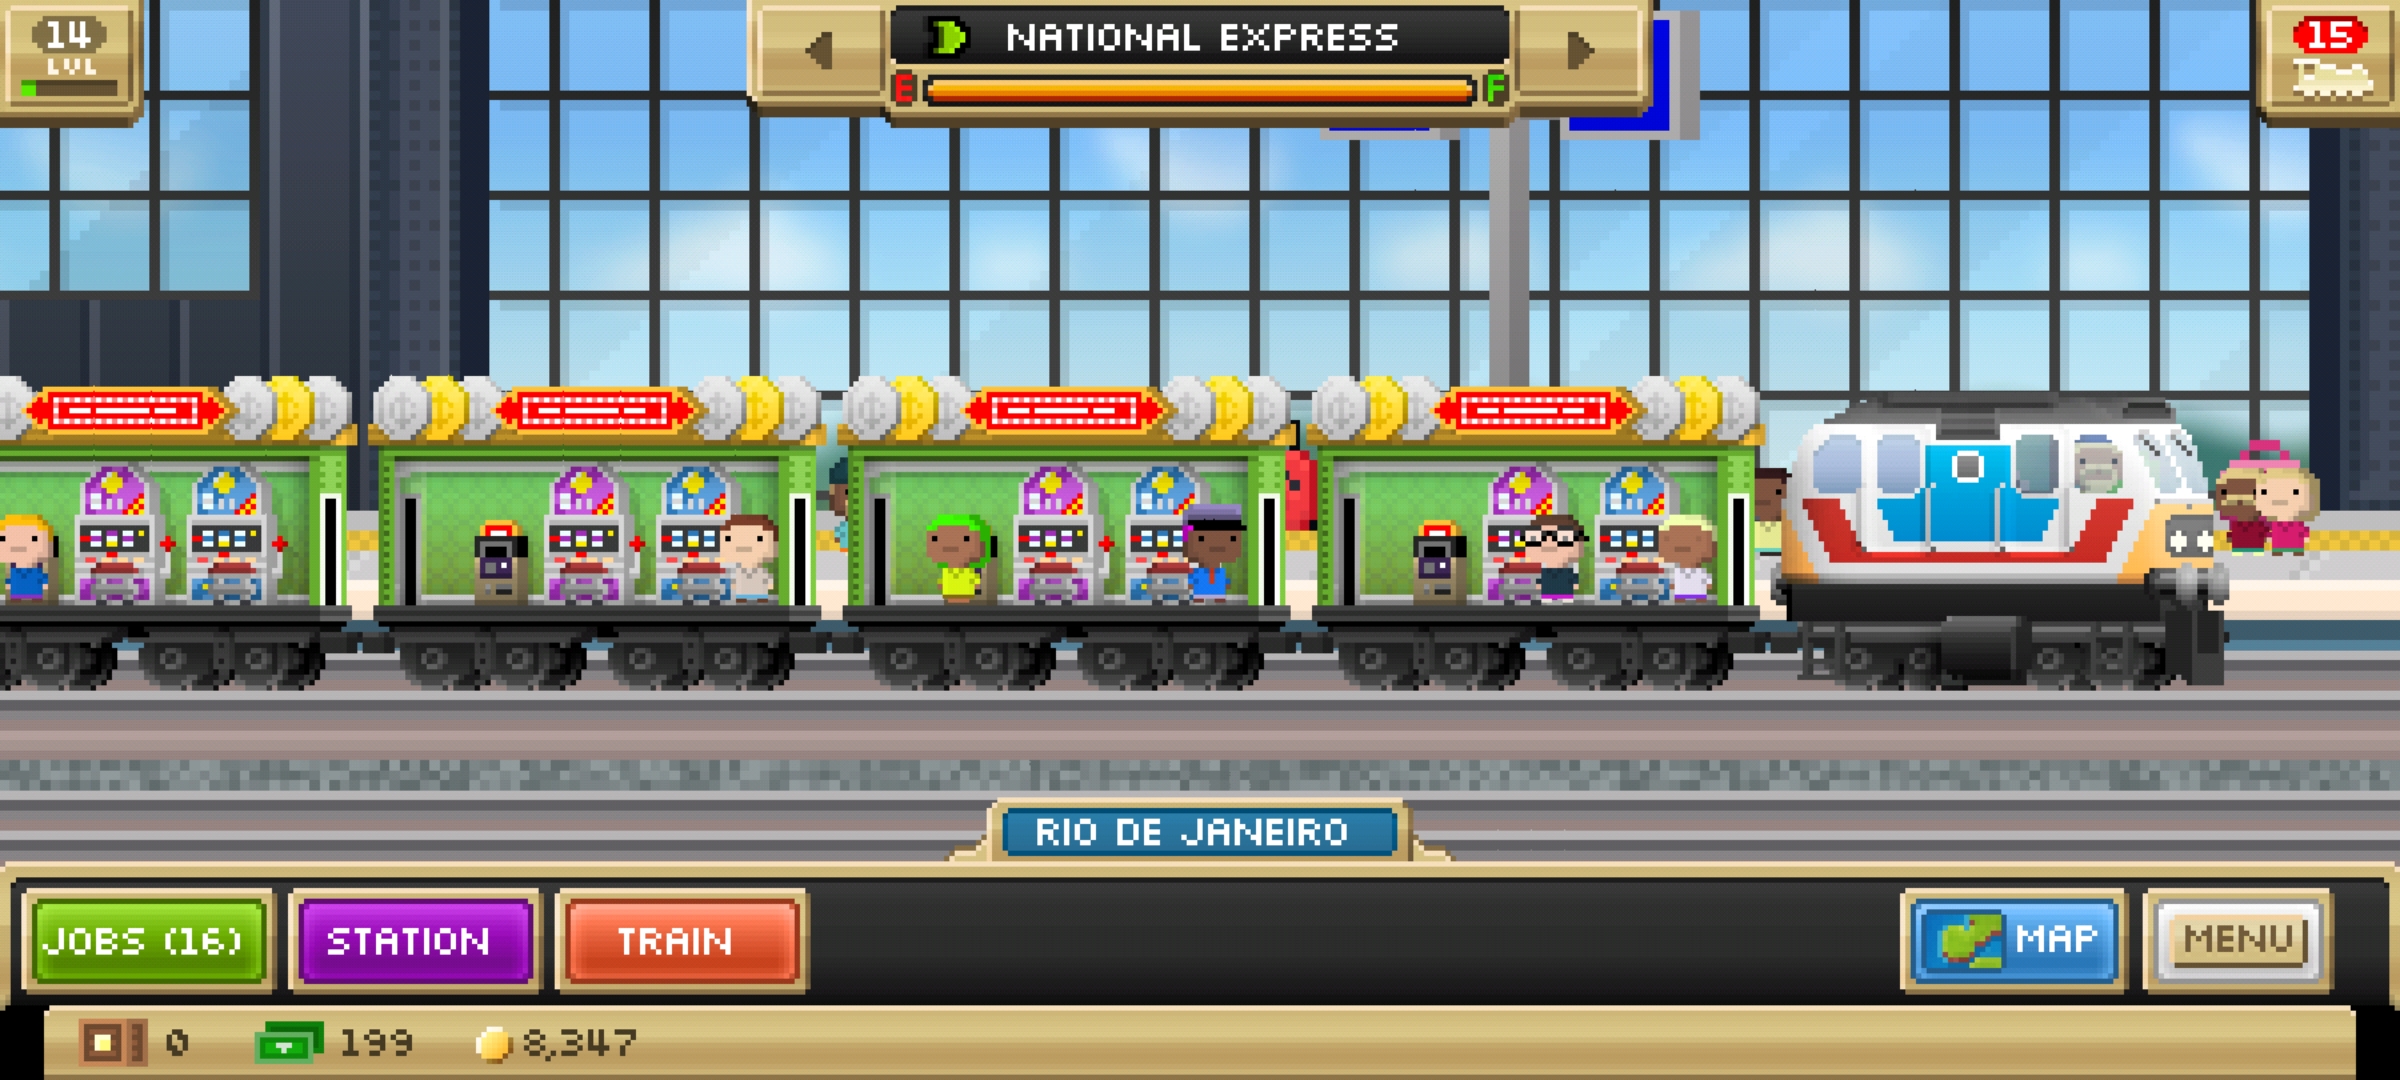 14
LVL
NATIONAL EXPRESS
E F
15
RIO DE JANEIRO
JOBS (16)
STATION
TRAIN
MAP
MENU
0
199
8,347